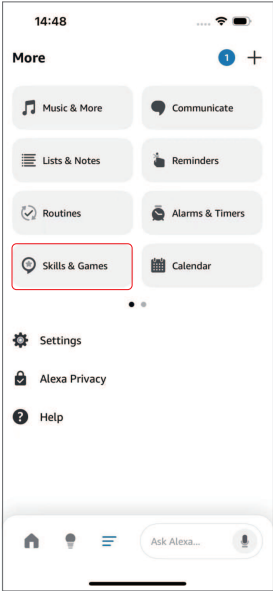 14:48
More
1
Music & More
Communicate
Lists & Notes
Reminders
Routines
Alarms & Timers
Skills & Games
Calendar
Settings
Alexa Privacy
Help
Ask Alexa...